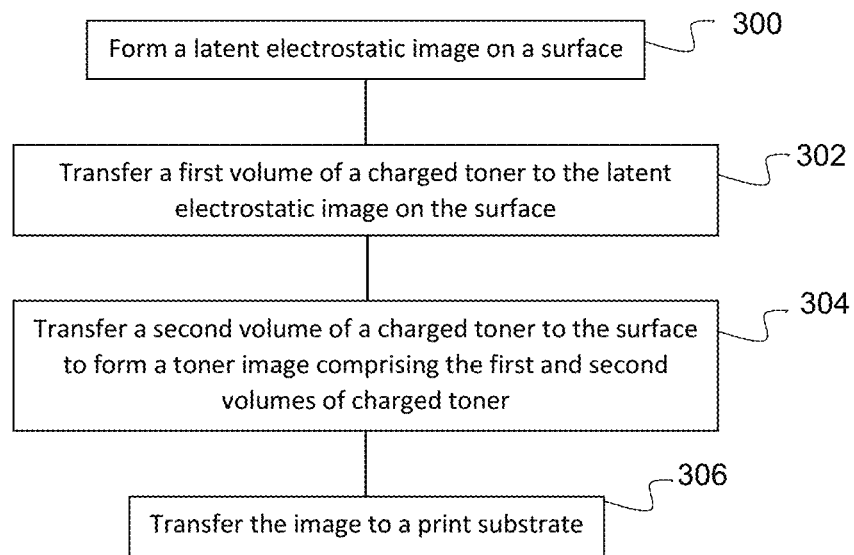 Form a latent electrostatic image on a surface
300
Transfer a first volume of a charged toner to the latent
electrostatic image on the surface
302
Transfer a second volume of a charged toner to the surface
to form a toner image comprising the first and second
volumes of charged toner
304
Transfer the image to a print substrate
306